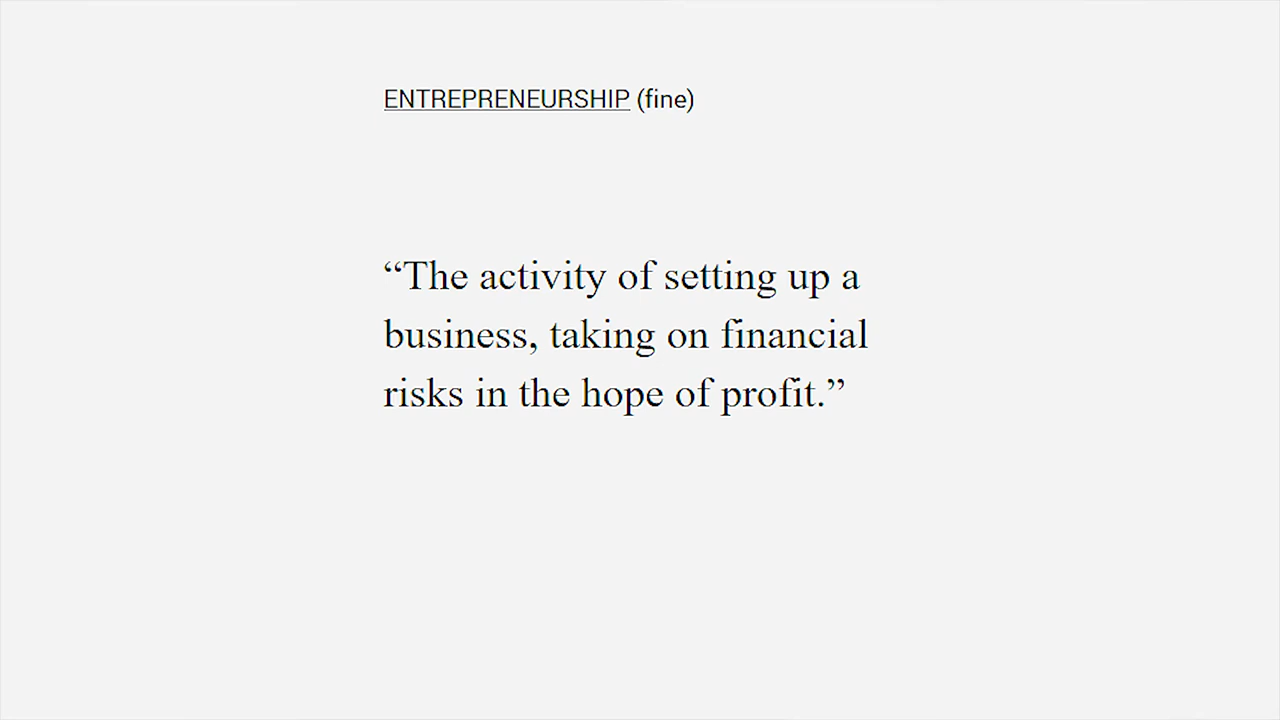 ENTREPRENEURSHIP (fine)
“The activity of setting up a
business, taking on financial
risks in the hope of profit.”